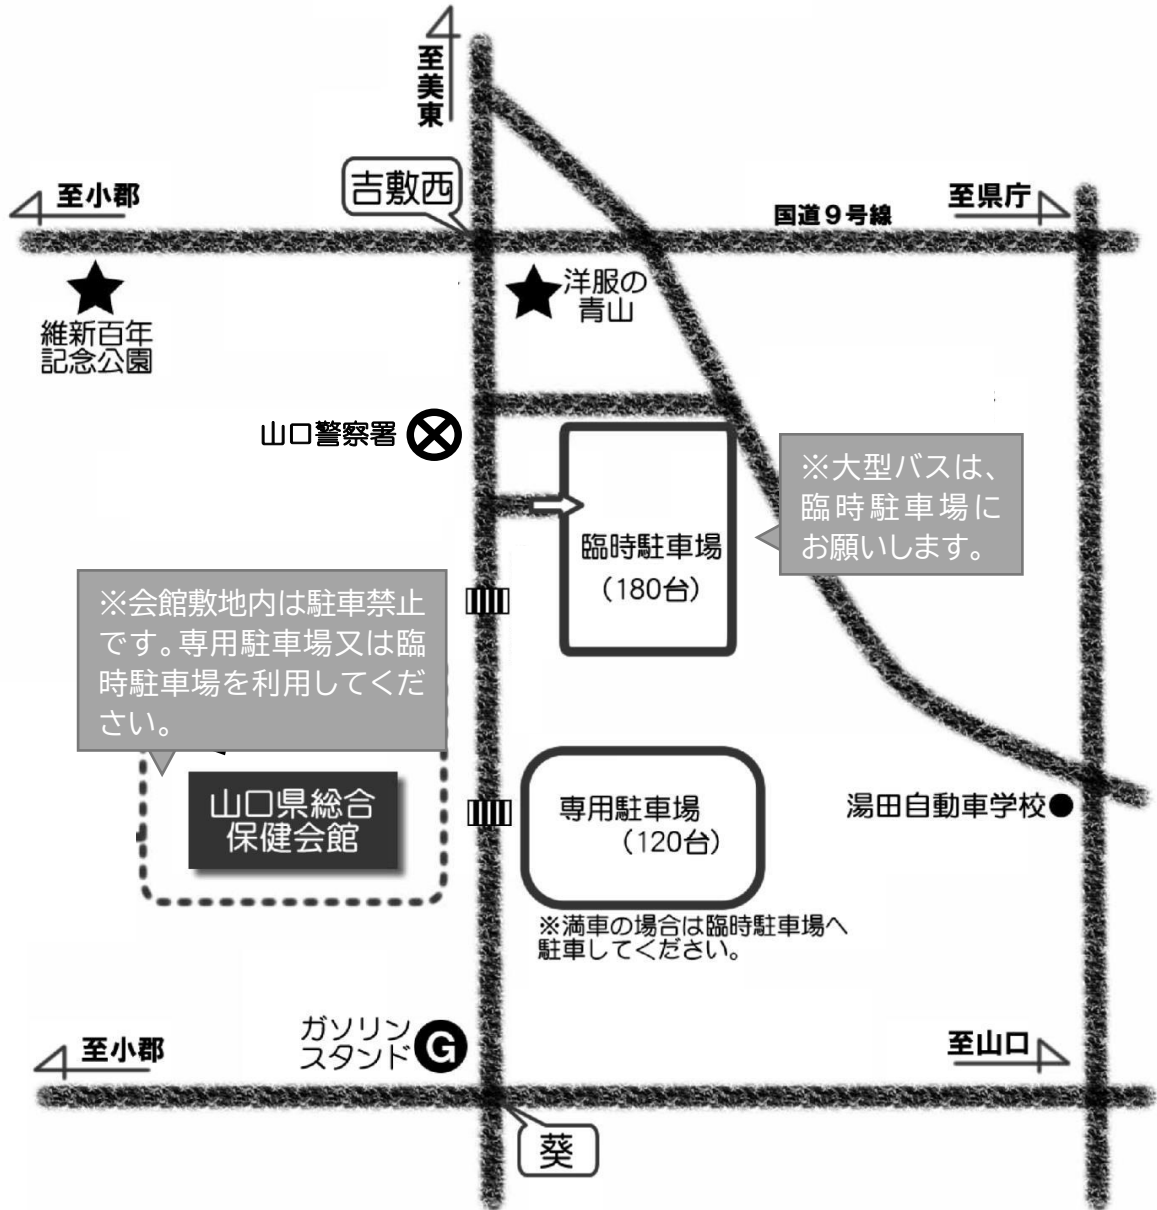 至美東
吉敷西
至小郡
至県庁
国道9号線
維新百年
記念公園
洋服の
青山
山口警察署
臨時駐車場
（180台）
※大型バスは、
臨時駐車場に
お願いします。
※会館敷地内は駐車禁止
です。専用駐車場又は臨
時駐車場を利用してくだ
さい。
山口県総合
保健会館
専用駐車場
（120台）
※満車の場合は臨時駐車場へ
駐車してください。
湯田自動車学校
ガソリン
スタンド
G
至小郡
至山口
葵